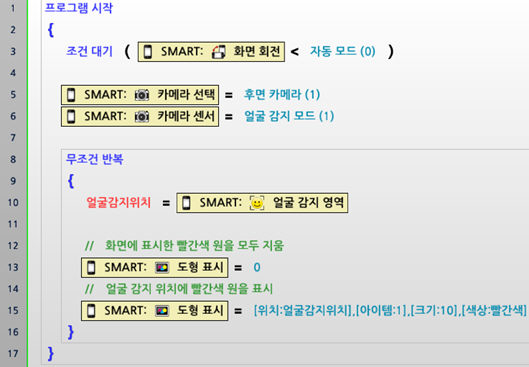 1 프로그램 시작
2 {
3 조건 대기 ( SMART: 화면 회전 < 자동 모드 (0) )
4
5 SMART: 카메라 선택 = 후면 카메라 (1)
6 SMART: 카메라 센서 = 얼굴 감지 모드 (1)
7
8 무조건 반복
9 {
10 얼굴감지위치 = SMART: 얼굴 감지 영역
11
12 // 화면에 표시한 빨간색 원을 모두 지움
13 SMART: 도형 표시 = 0
14 // 얼굴 감지 위치에 빨간색 원을 표시
15 SMART: 도형 표시 = [위치:얼굴감지위치],[아이템:1],[크기:10],[색상:빨간색]
16 }
17 }